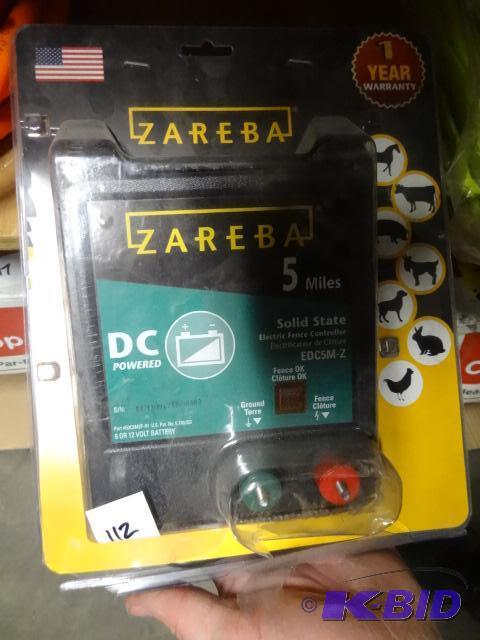 1
YEAR
WARRANTY
ZAREBA
ZAREBA
5 Miles
Solid State
Electric Fence Controller
Électrificateur de Clôture
EDC5M-Z
DC
POWERED
Fence OK
Clôture OK
S/N:
Ground
Terre
Fence
Clôture
6 OR 12 VOLT BATTERY
112
© K-BID